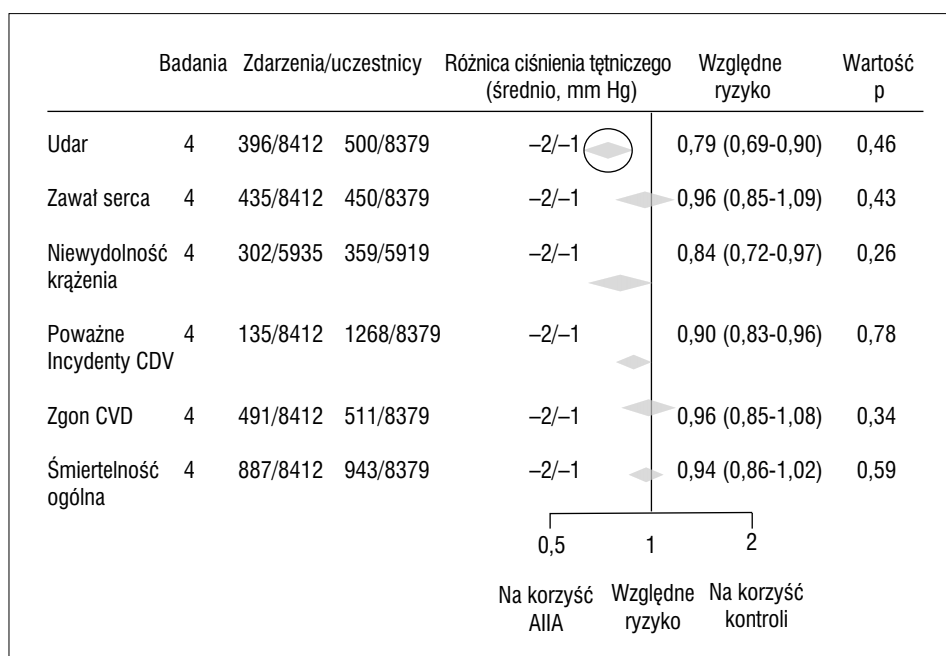 Badania Zdarzenia/uczestnicy Różnica ciśnienia tętniczego Względne Wartość
(średnio, mm Hg) ryzyko p
Udar 4 396/8412 500/8379 –2/–1 0,79 (0,69-0,90) 0,46
Zawał serca 4 435/8412 450/8379 –2/–1 0,96 (0,85-1,09) 0,43
Niewydolność 4 302/5935 359/5919 –2/–1 0,84 (0,72-0,97) 0,26
krążenia
Poważne 4 135/8412 1268/8379 –2/–1 0,90 (0,83-0,96) 0,78
Incydenty CDV
Zgon CVD 4 491/8412 511/8379 –2/–1 0,96 (0,85-1,08) 0,34
Śmiertelność 4 887/8412 943/8379 –2/–1 0,94 (0,86-1,02) 0,59
ogólna
0,5 1 2
Na korzyść Względne Na korzyść
AIIA ryzyko kontroli